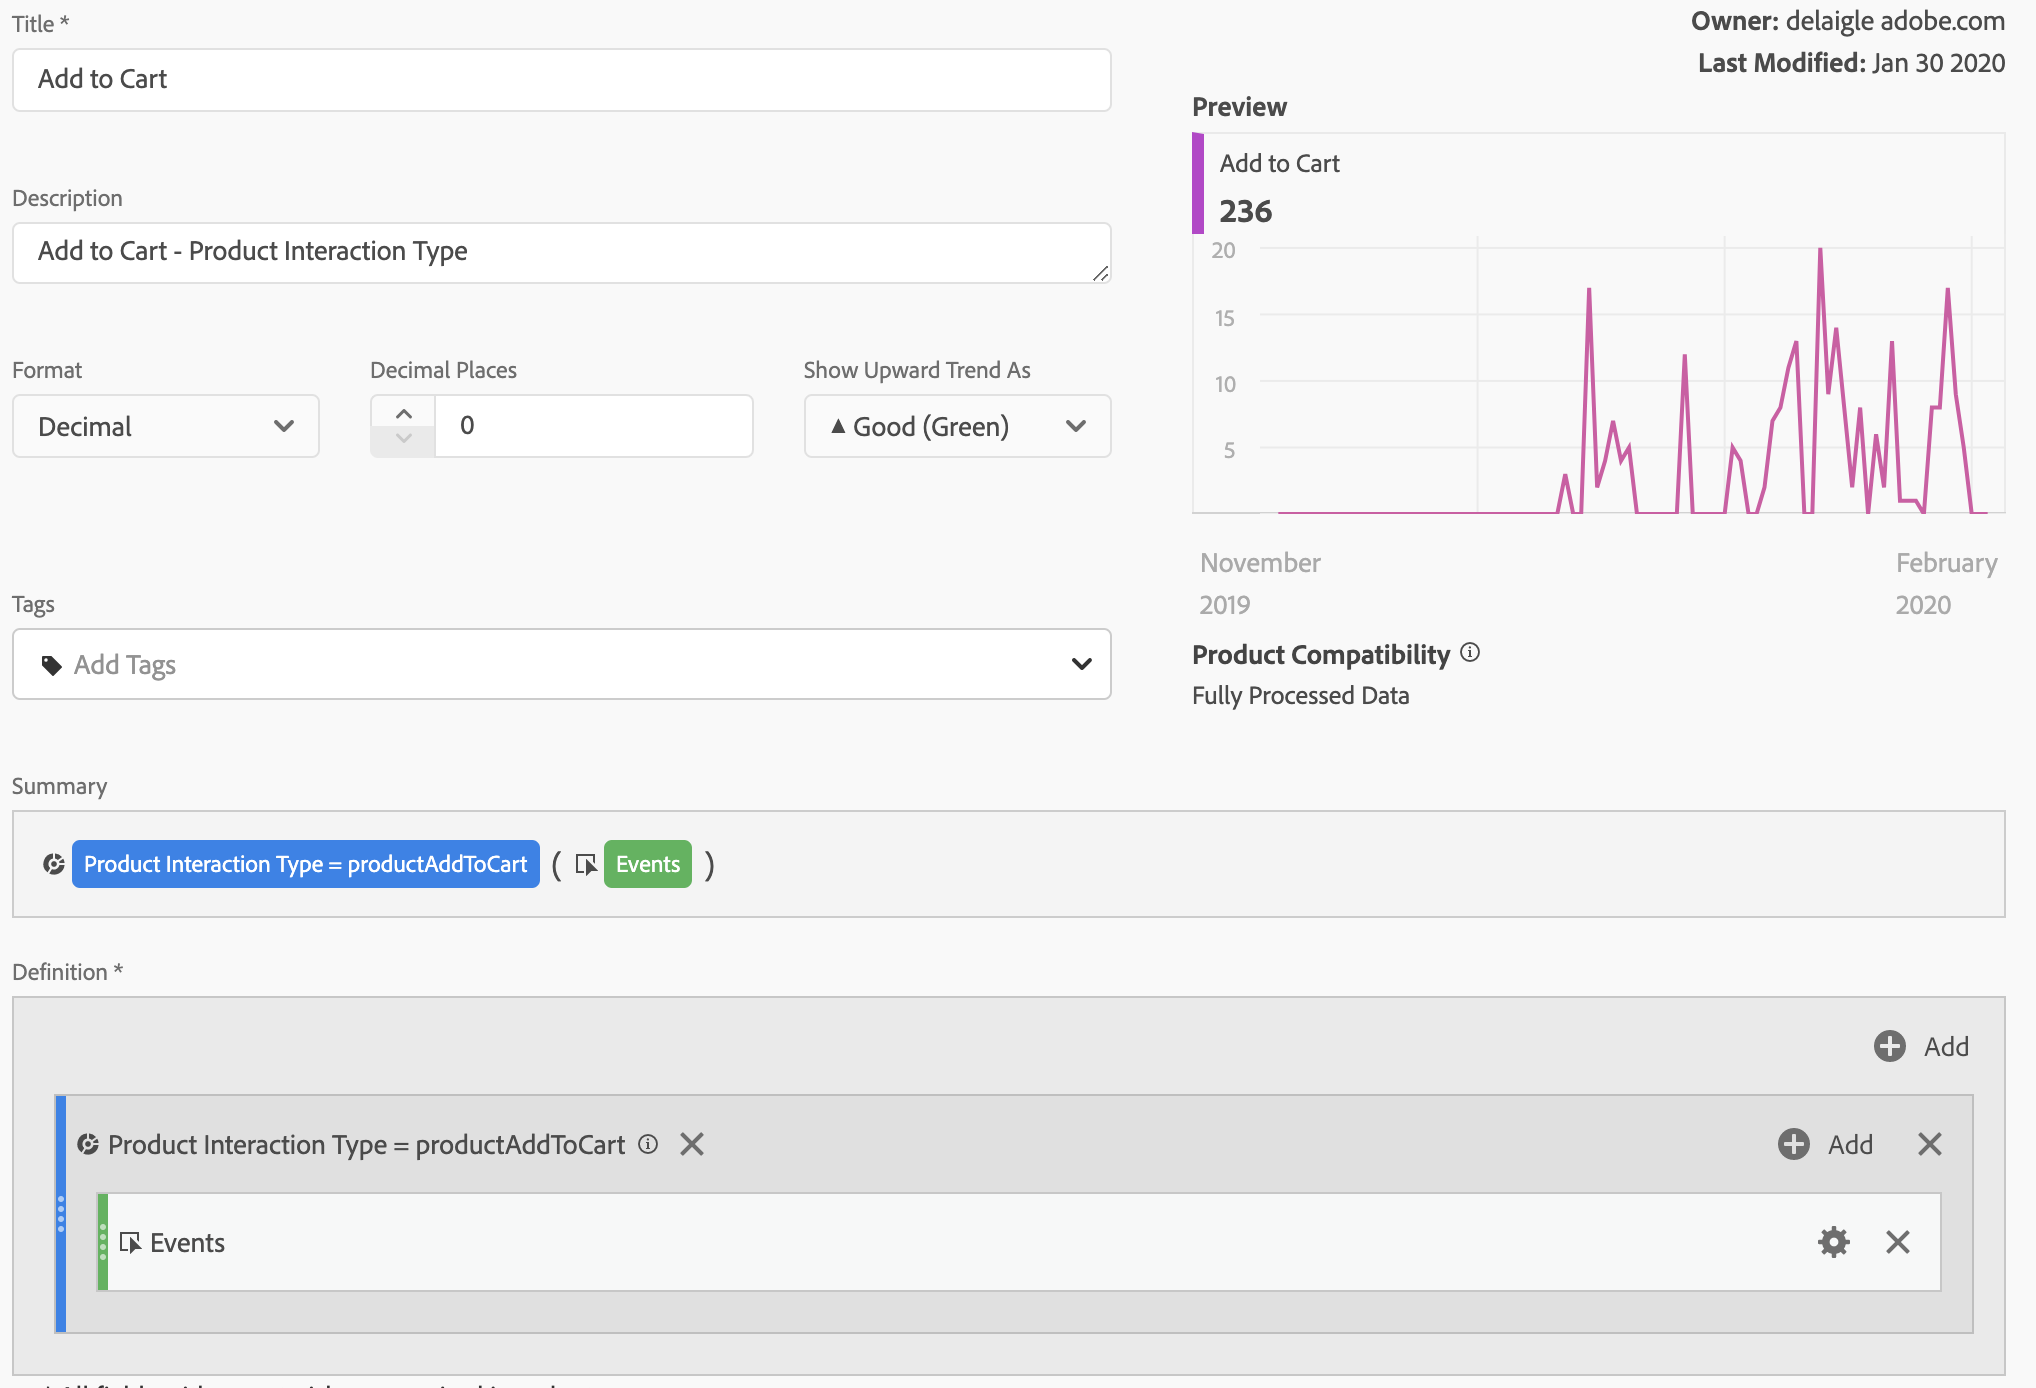 Title *
Add to Cart
Description
Add to Cart - Product Interaction Type
Format
Decimal Places
Show Upward Trend As
Decimal
0
Good (Green)
Tags
Add Tags
Owner: delaigle adobe.com
Last Modified: Jan 30 2020
Preview
Add to Cart
236
20
15
10
5
November
2019
February
2020
Product Compatibility
Fully Processed Data
Summary
Product Interaction Type = productAddToCart ( Events )
Definition *
Add
Product Interaction Type = productAddToCart
Add
Events